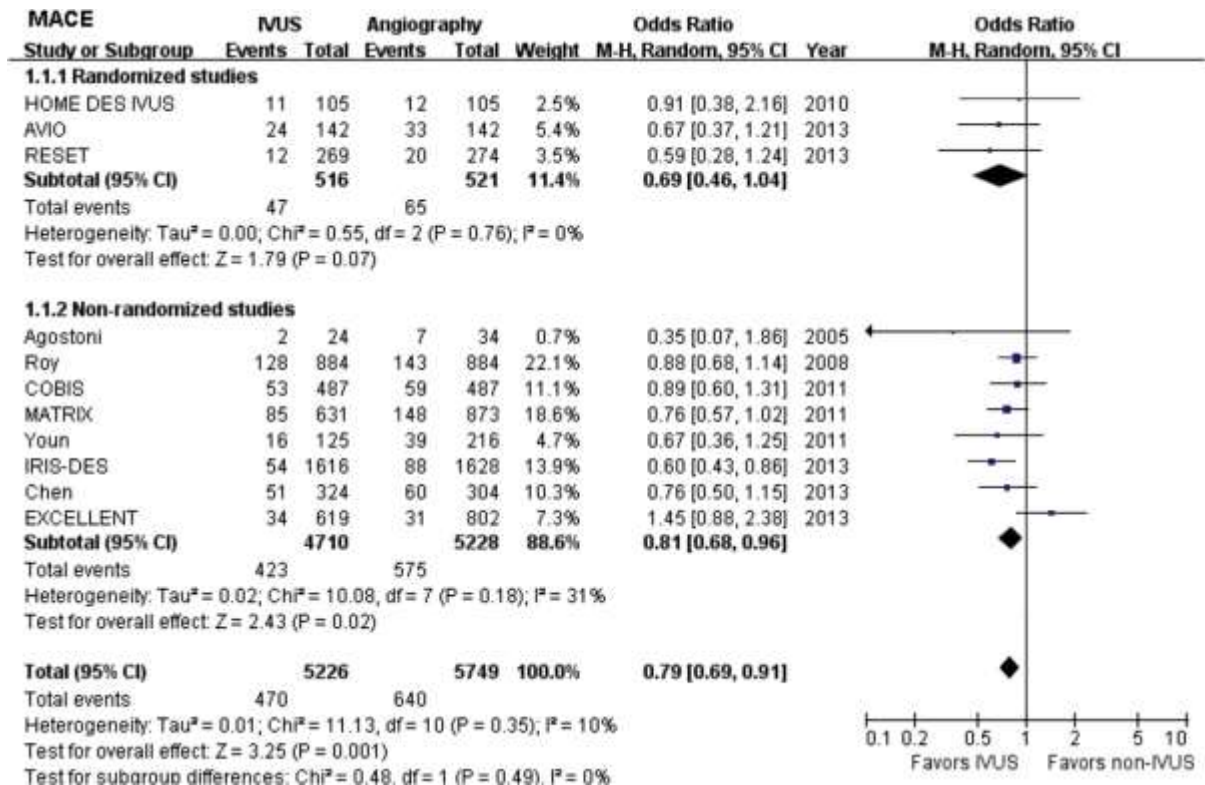 MACE IVUS Angiography Odds Ratio Odds Ratio
Study or Subgroup Events Total Events Total Weight M-H, Random, 95% CI Year M-H, Random, 95% CI
1.1.1 Randomized studies
HOME DES IVUS 11 105 12 105 2.5% 0.91 [0.38, 2.16] 2010
AVIO 24 142 33 142 5.4% 0.67 [0.37, 1.21] 2013
RESET 12 269 20 274 3.5% 0.59 [0.28, 1.24] 2013
Subtotal (95% CI) 516 521 11.4% 0.69 [0.46, 1.04]
Total events 47 65
Heterogeneity: Tau² = 0.00; Chi² = 0.55, df = 2 (P = 0.76); I² = 0%
Test for overall effect: Z = 1.79 (P = 0.07)
1.1.2 Non-randomized studies
Agostoni 2 24 7 34 0.7% 0.35 [0.07, 1.86] 2005
Roy 128 884 143 884 22.1% 0.88 [0.68, 1.14] 2008
COBIS 53 487 59 487 11.1% 0.89 [0.60, 1.31] 2011
MATRIX 85 631 148 873 18.6% 0.76 [0.57, 1.02] 2011
Youn 16 125 39 216 4.7% 0.67 [0.36, 1.25] 2011
IRIS-DES 54 1616 88 1628 13.9% 0.60 [0.43, 0.86] 2013
Chen 51 324 60 304 10.3% 0.76 [0.50, 1.15] 2013
EXCELLENT 34 619 31 802 7.3% 1.45 [0.88, 2.38] 2013
Subtotal (95% CI) 4710 5228 88.6% 0.81 [0.68, 0.96]
Total events 423 575
Heterogeneity: Tau² = 0.02; Chi² = 10.08, df = 7 (P = 0.18); I² = 31%
Test for overall effect: Z = 2.43 (P = 0.02)
Total (95% CI) 5226 5749 100.0% 0.79 [0.69, 0.91]
Total events 470 640
Heterogeneity: Tau² = 0.01; Chi² = 11.13, df = 10 (P = 0.35); I² = 10%
Test for overall effect: Z = 3.25 (P = 0.001)
Test for subgroup differences: Chi² = 0.48, df = 1 (P = 0.49), I² = 0%
0.1 0.2 0.5 1 2 5 10
Favors IVUS Favors non-IVUS